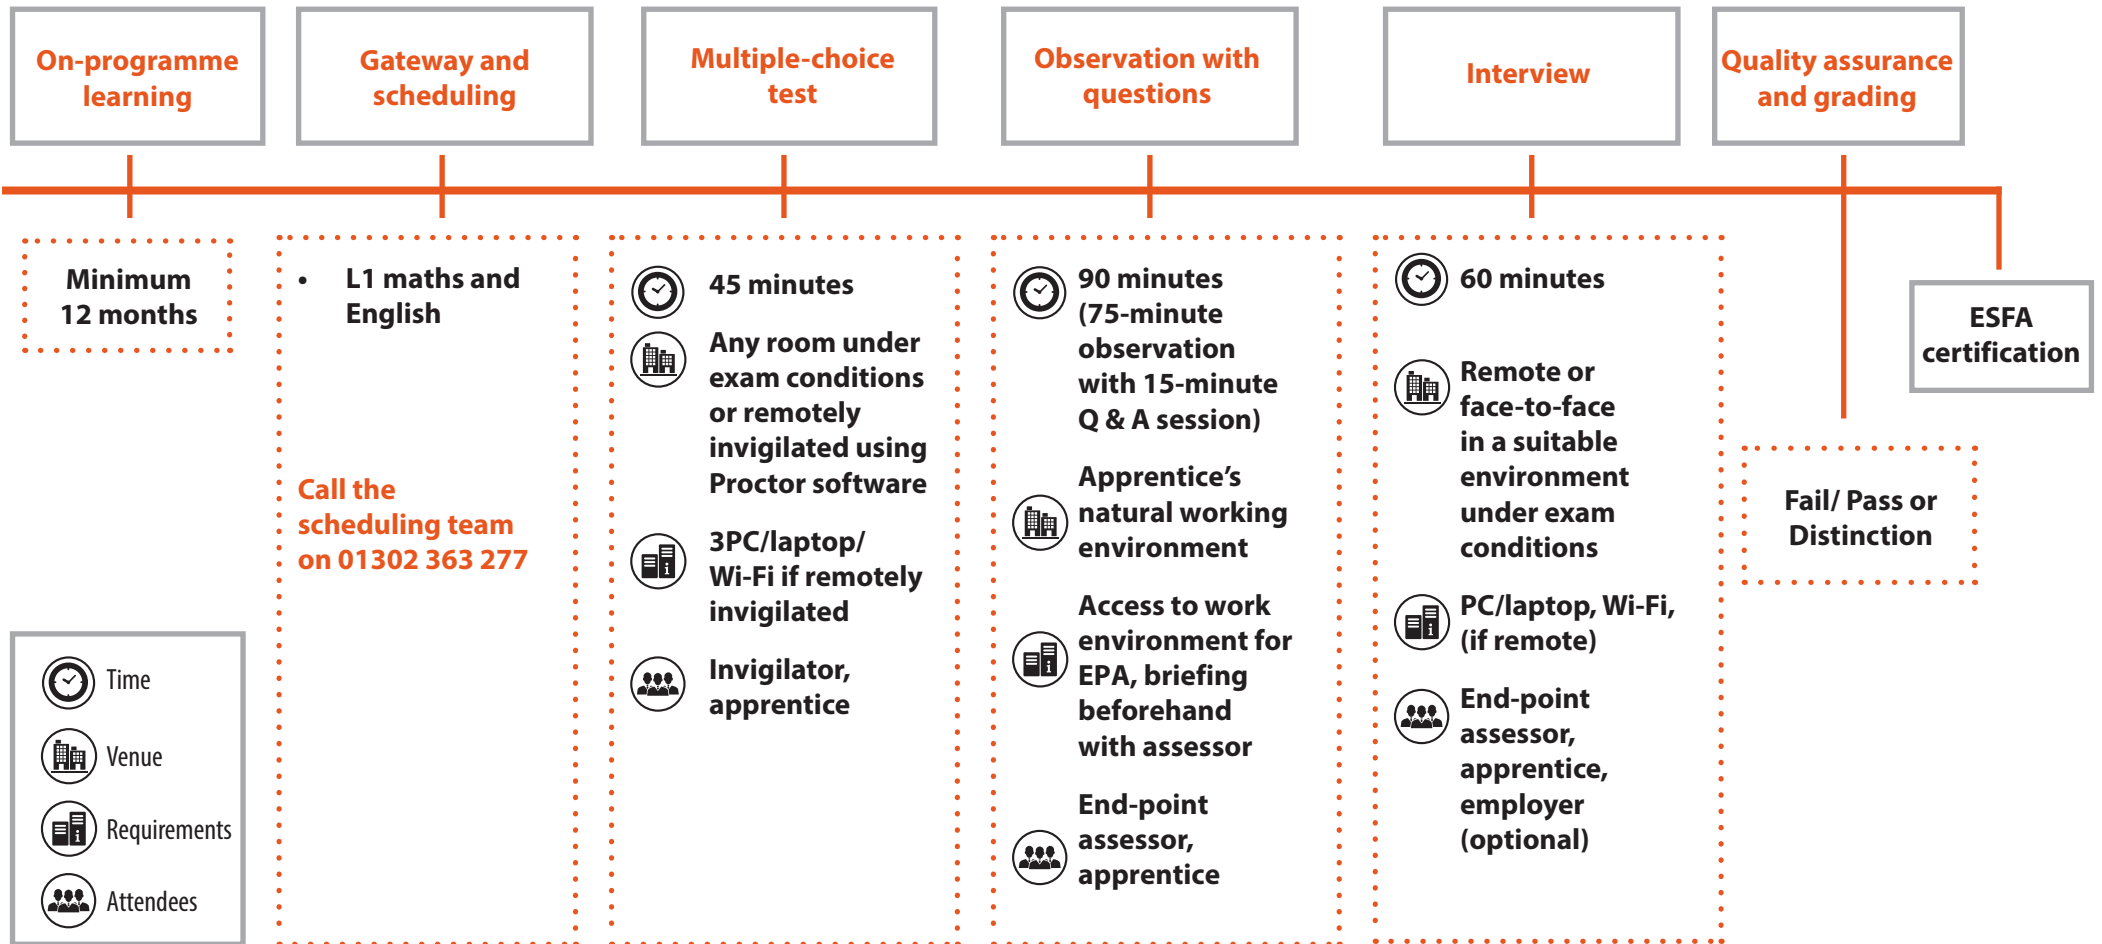 On-programme
learning
Gateway and
scheduling
Multiple-choice
test
Observation with
questions
Interview
Quality assurance
and grading
Minimum
12 months
• L1 maths and
English
Call the
scheduling team
on 01302 363 277
45 minutes
Any room under
exam conditions
or remotely
invigilated using
Proctor software
3PC/laptop/
Wi-Fi if remotely
invigilated
Invigilator,
apprentice
90 minutes
(75-minute
observation
with 15-minute
Q & A session)
Apprentice’s
natural working
environment
Access to work
environment for
EPA, briefing
beforehand
with assessor
End-point
assessor,
apprentice
60 minutes
Remote or
face-to-face
in a suitable
environment
under exam
conditions
PC/laptop, Wi-Fi,
(if remote)
End-point
assessor,
apprentice,
employer
(optional)
Fail/ Pass or
Distinction
ESFA
certification
Time
Venue
Requirements
Attendees